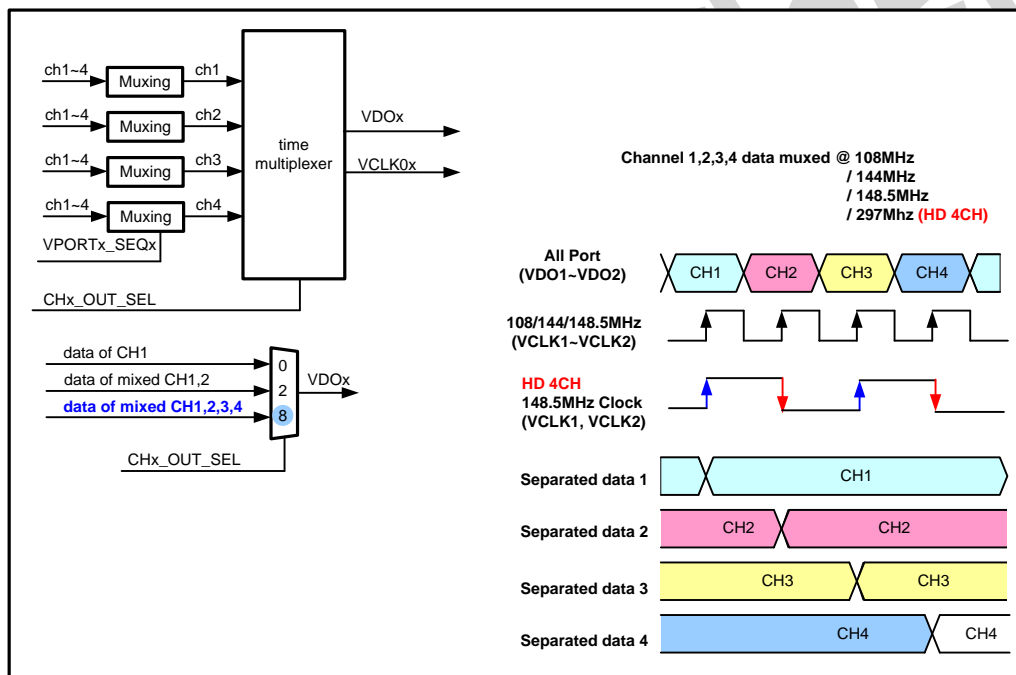 ch1~4
Muxing
ch1
ch1~4
Muxing
ch2
ch1~4
Muxing
ch3
ch1~4
Muxing
ch4
VPORTx_SEQx
time
multiplexer
VDOx
VCLK0x
CHx_OUT_SEL
data of CH1
data of mixed CH1,2
data of mixed CH1,2,3,4
0
2
8
VDOx
CHx_OUT_SEL
Channel 1,2,3,4 data muxed @ 108MHz
/ 144MHz
/ 148.5MHz
/ 297Mhz (HD 4CH)
All Port
(VDO1~VDO2)
CH1 CH2 CH3 CH4
108/144/148.5MHz
(VCLK1~VCLK2)
HD 4CH
148.5MHz Clock
(VCLK1, VCLK2)
Separated data 1 CH1
Separated data 2 CH2 CH2
Separated data 3 CH3 CH3
Separated data 4 CH4 CH4